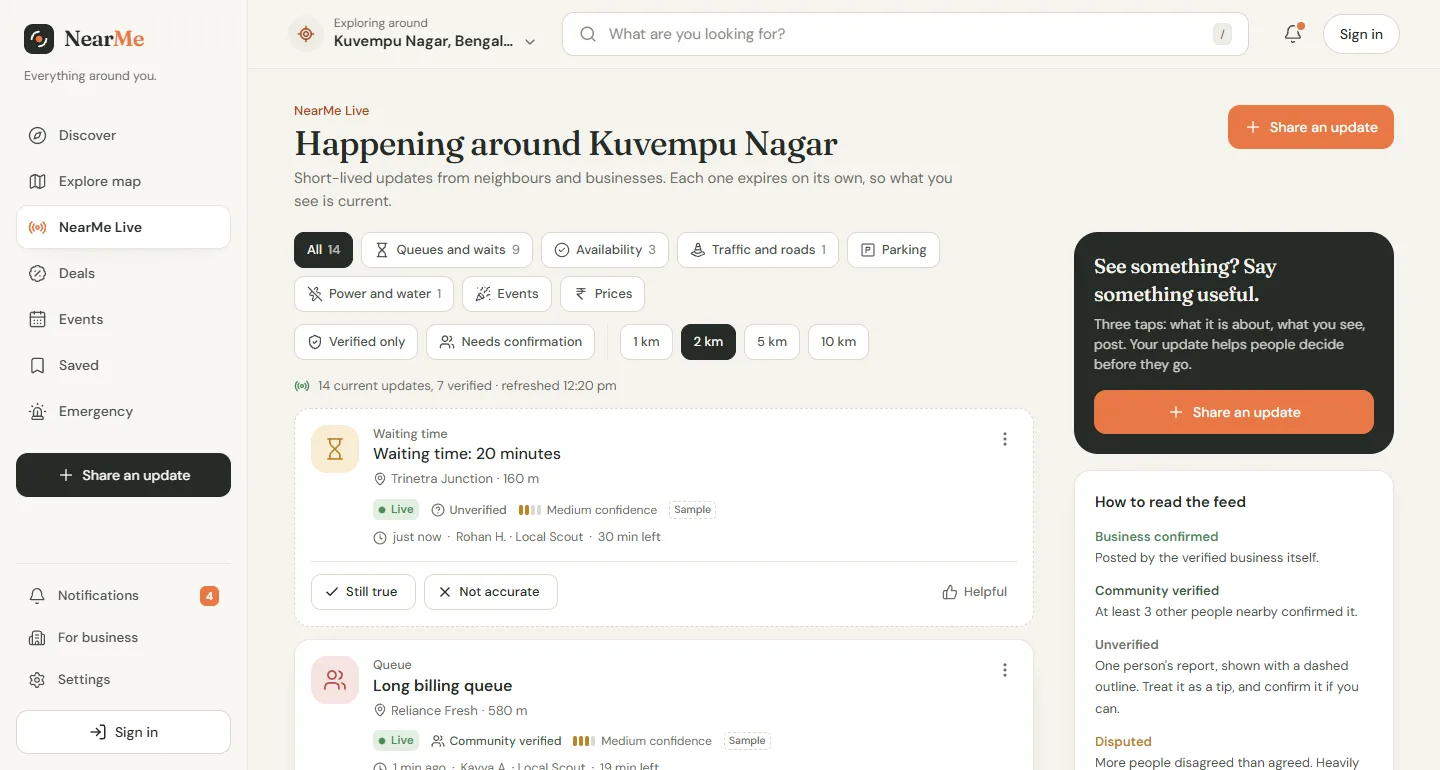 NearMe
Everything around you.
Discover
Explore map
NearMe Live
Deals
Events
Saved
Emergency
Share an update
Notifications 4
For business
Settings
Sign in
Exploring around
Kuvempu Nagar, Bengal...
What are you looking for? /
Sign in
NearMe Live
Happening around Kuvempu Nagar
Short-lived updates from neighbours and businesses. Each one expires on its own, so what you
see is current.
Share an update
All 14 Queues and waits 9 Availability 3 Traffic and roads 1 Parking
Power and water 1 Events ₹ Prices
Verified only Needs confirmation 1 km 2 km 5 km 10 km
14 current updates, 7 verified · refreshed 12:20 pm
Waiting time
Waiting time: 20 minutes
Trinetra Junction · 160 m
Live Unverified Medium confidence Sample
just now · Rohan H. · Local Scout · 30 min left
Still true Not accurate Helpful
Queue
Long billing queue
Reliance Fresh · 580 m
Live Community verified Medium confidence Sample
1 min ago · Kavya A. · Local Scout · 19 min left
See something? Say
something useful.
Three taps: what it is about, what you see,
post. Your update helps people decide
before they go.
Share an update
How to read the feed
Business confirmed
Posted by the verified business itself.
Community verified
At least 3 other people nearby confirmed it.
Unverified
One person's report, shown with a dashed
outline. Treat it as a tip, and confirm it if you
can.
Disputed
More people disagreed than agreed. Heavily